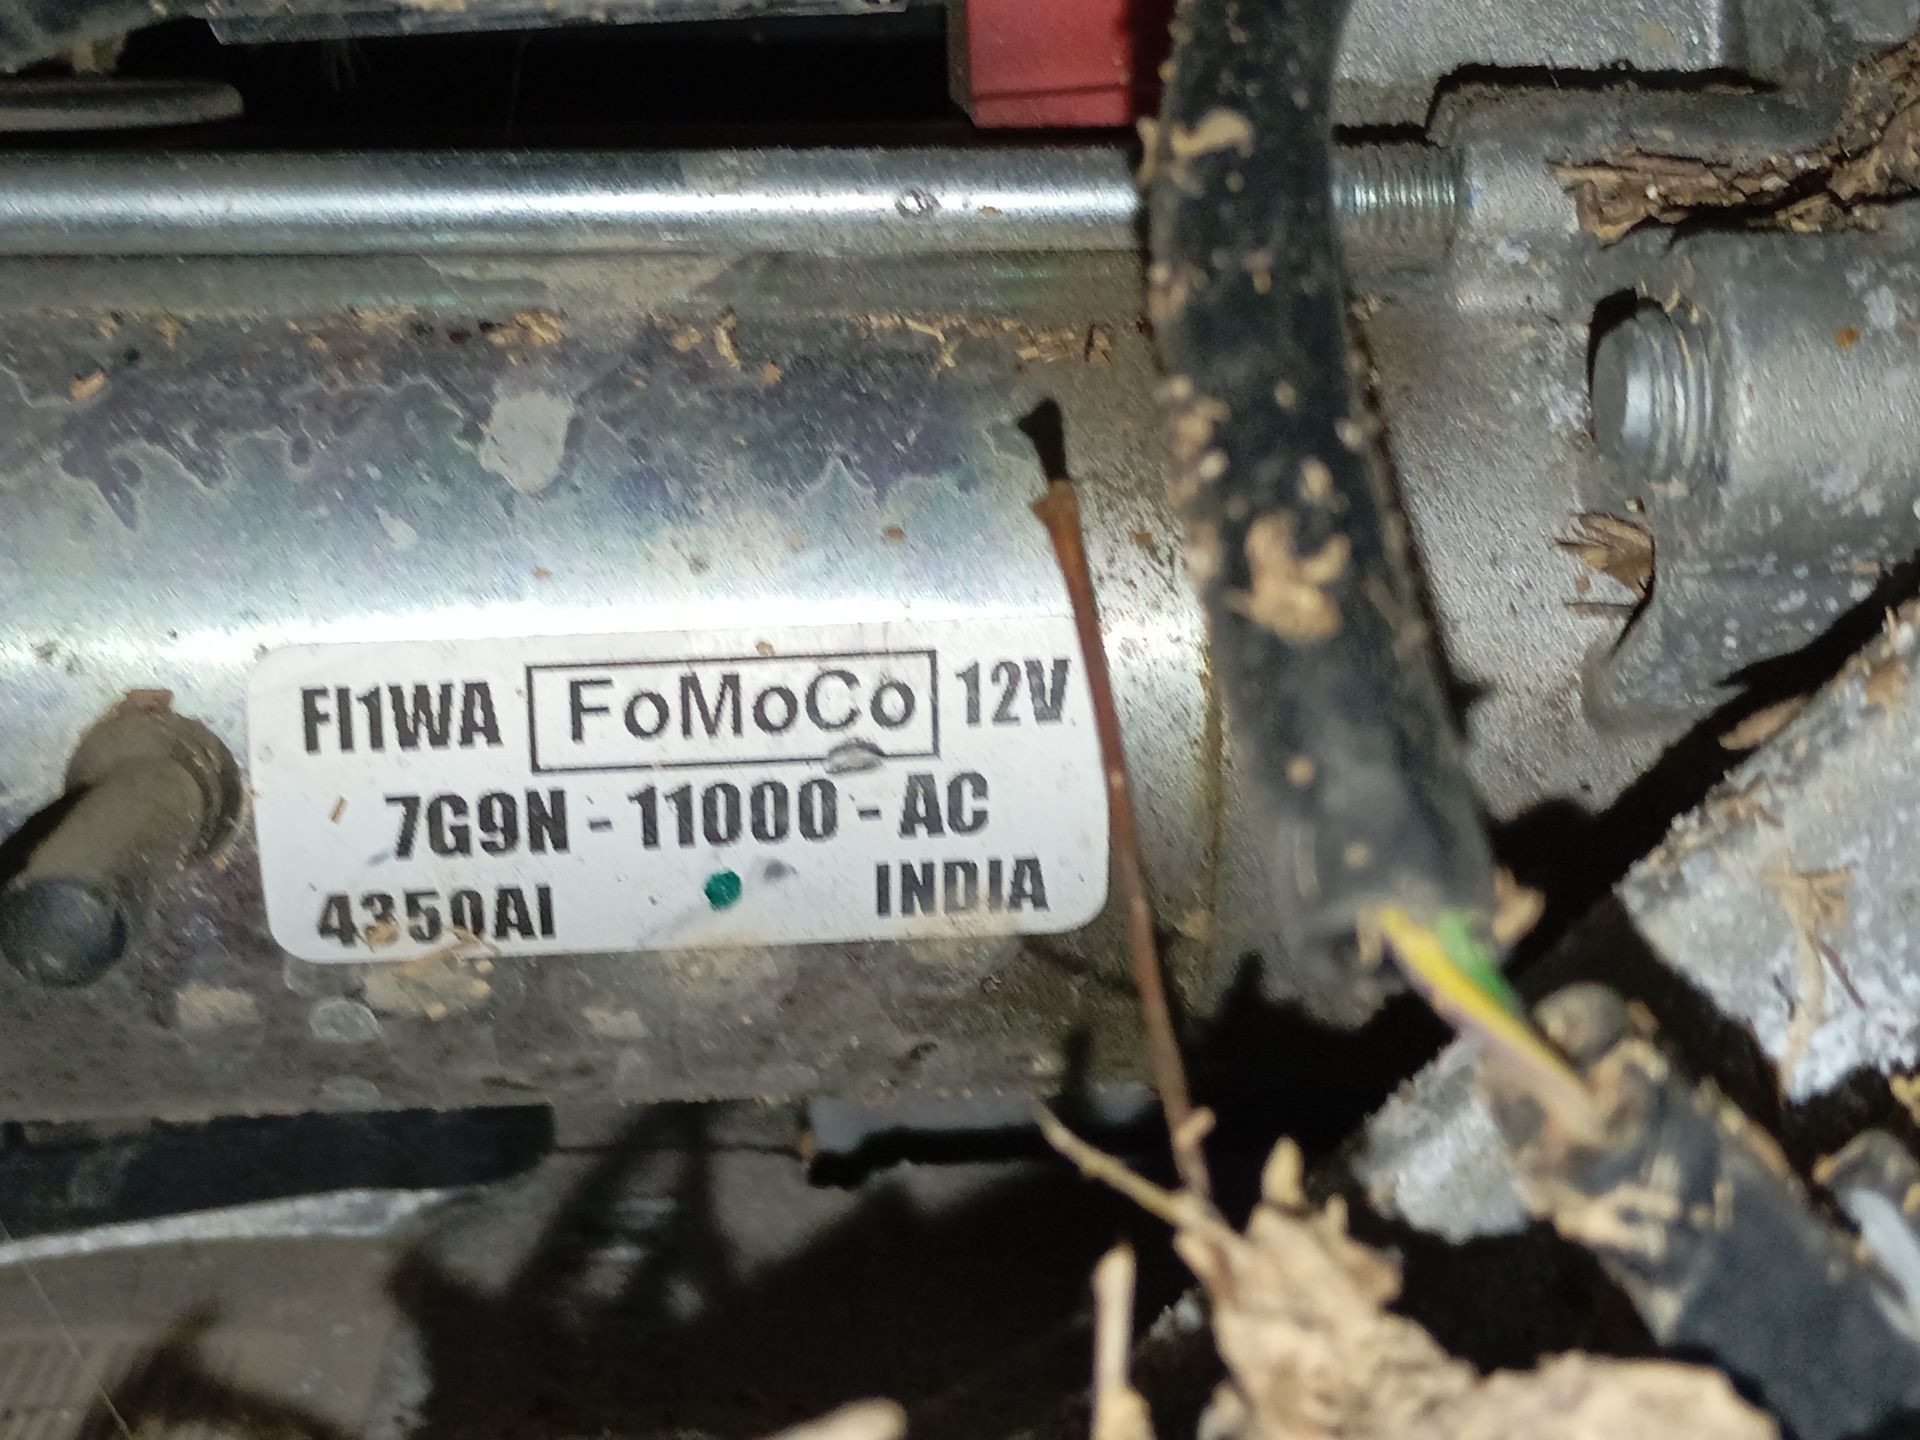 FI1WA FoMoCo 12V
7G9N - 11000 - AC
4350AI INDIA